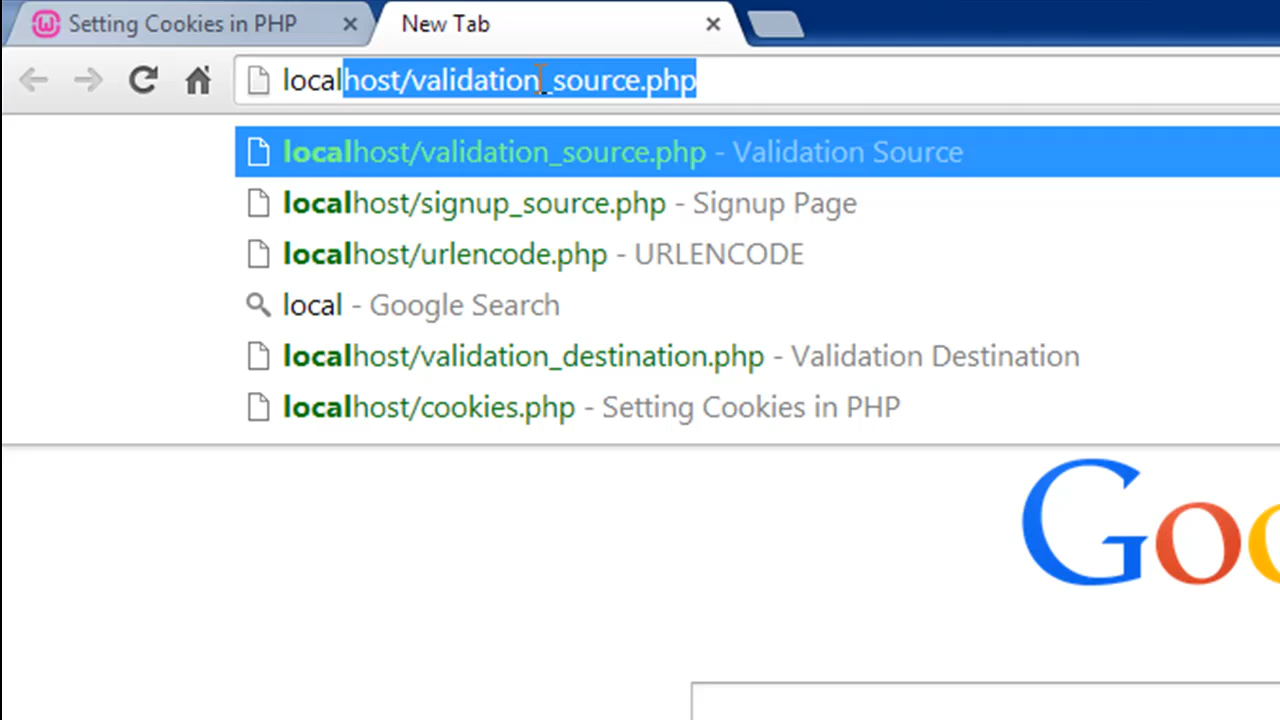 Setting Cookies in PHP
New Tab
localhost/validation_source.php
localhost/validation_source.php - Validation Source
localhost/signup_source.php - Signup Page
localhost/urlencode.php - URLENCODE
local - Google Search
localhost/validation_destination.php - Validation Destination
localhost/cookies.php - Setting Cookies in PHP
Goo